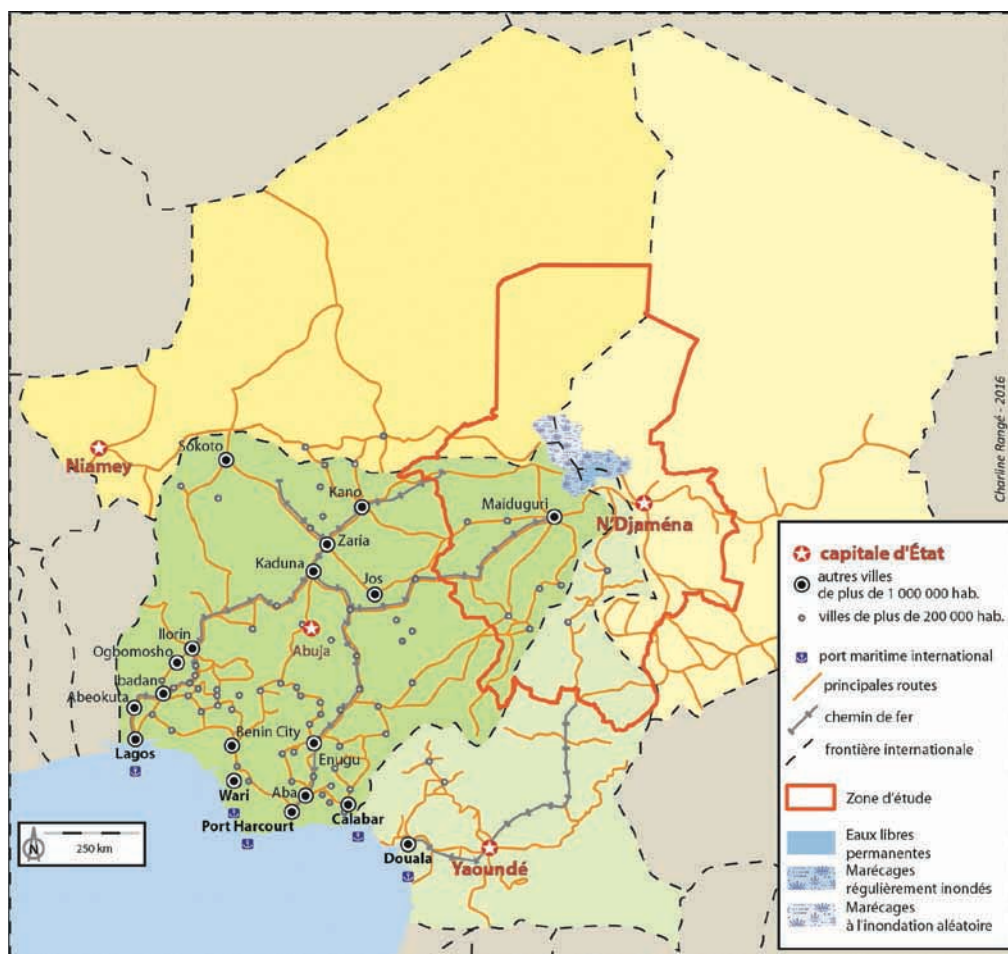 Niamey
Sokoto
Kano
Maiduguri
N'Djaména
Zaria
Kaduna
Jos
Ilorin
Ogbomosho
Abuja
Ibadang
Abeokuta
Benin City
Lagos
Enugu
Wari
Aba
Port Harcourt
Calabar
Douala
Yaoundé
N
250 km
Charline Rangé - 2016
capitale d'État
autres villes
de plus de 1 000 000 hab.
villes de plus de 200 000 hab.
port maritime international
principales routes
chemin de fer
frontière internationale
Zone d'étude
Eaux libres
permanentes
Marécages
régulièrement inondés
Marécages
à l'inondation aléatoire